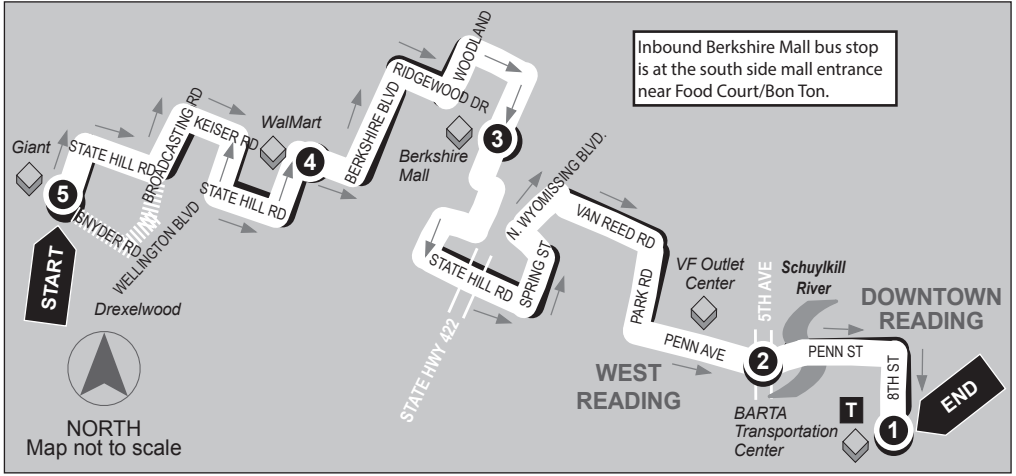 Inbound Berkshire Mall bus stop
is at the south side mall entrance
near Food Court/Bon Ton.
WOODLAND
RIDGEWOOD DR
BERKSHIRE BLVD
WalMart
4
Berkshire
Mall
3
KEISER RD
BROADCASTING RD
STATE HILL RD
Giant
5
SNYDER RD
WELLINGTON BLVD
STATE HILL RD
START
Drexelwood
N. WYOMISSING BLVD.
VAN REED RD
STATE HILL RD
SPRING ST
STATE HWY 422
PARK RD
VF Outlet
Center
5TH AVE
Schuylkill
River
DOWNTOWN
READING
PENN AVE
2
PENN ST
8TH ST
WEST
READING
BARTA
Transportation
Center
T
1
END
NORTH
Map not to scale